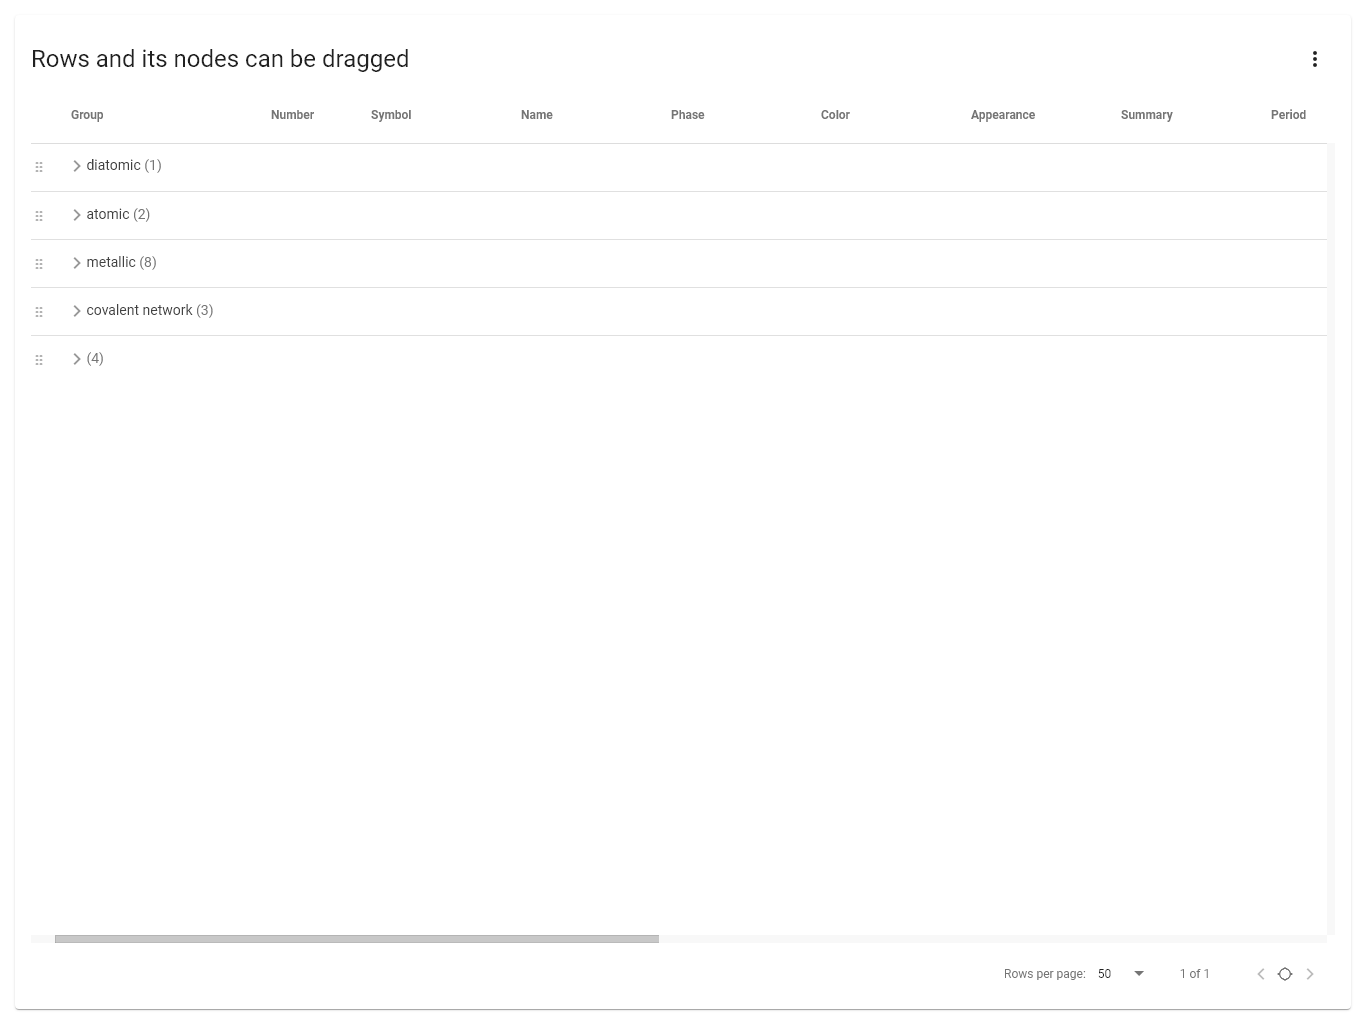 Rows and its nodes can be dragged
Group Number Symbol Name Phase Color Appearance Summary Period
diatomic (1)
atomic (2)
metallic (8)
covalent network (3)
(4)
Rows per page: 50 1 of 1